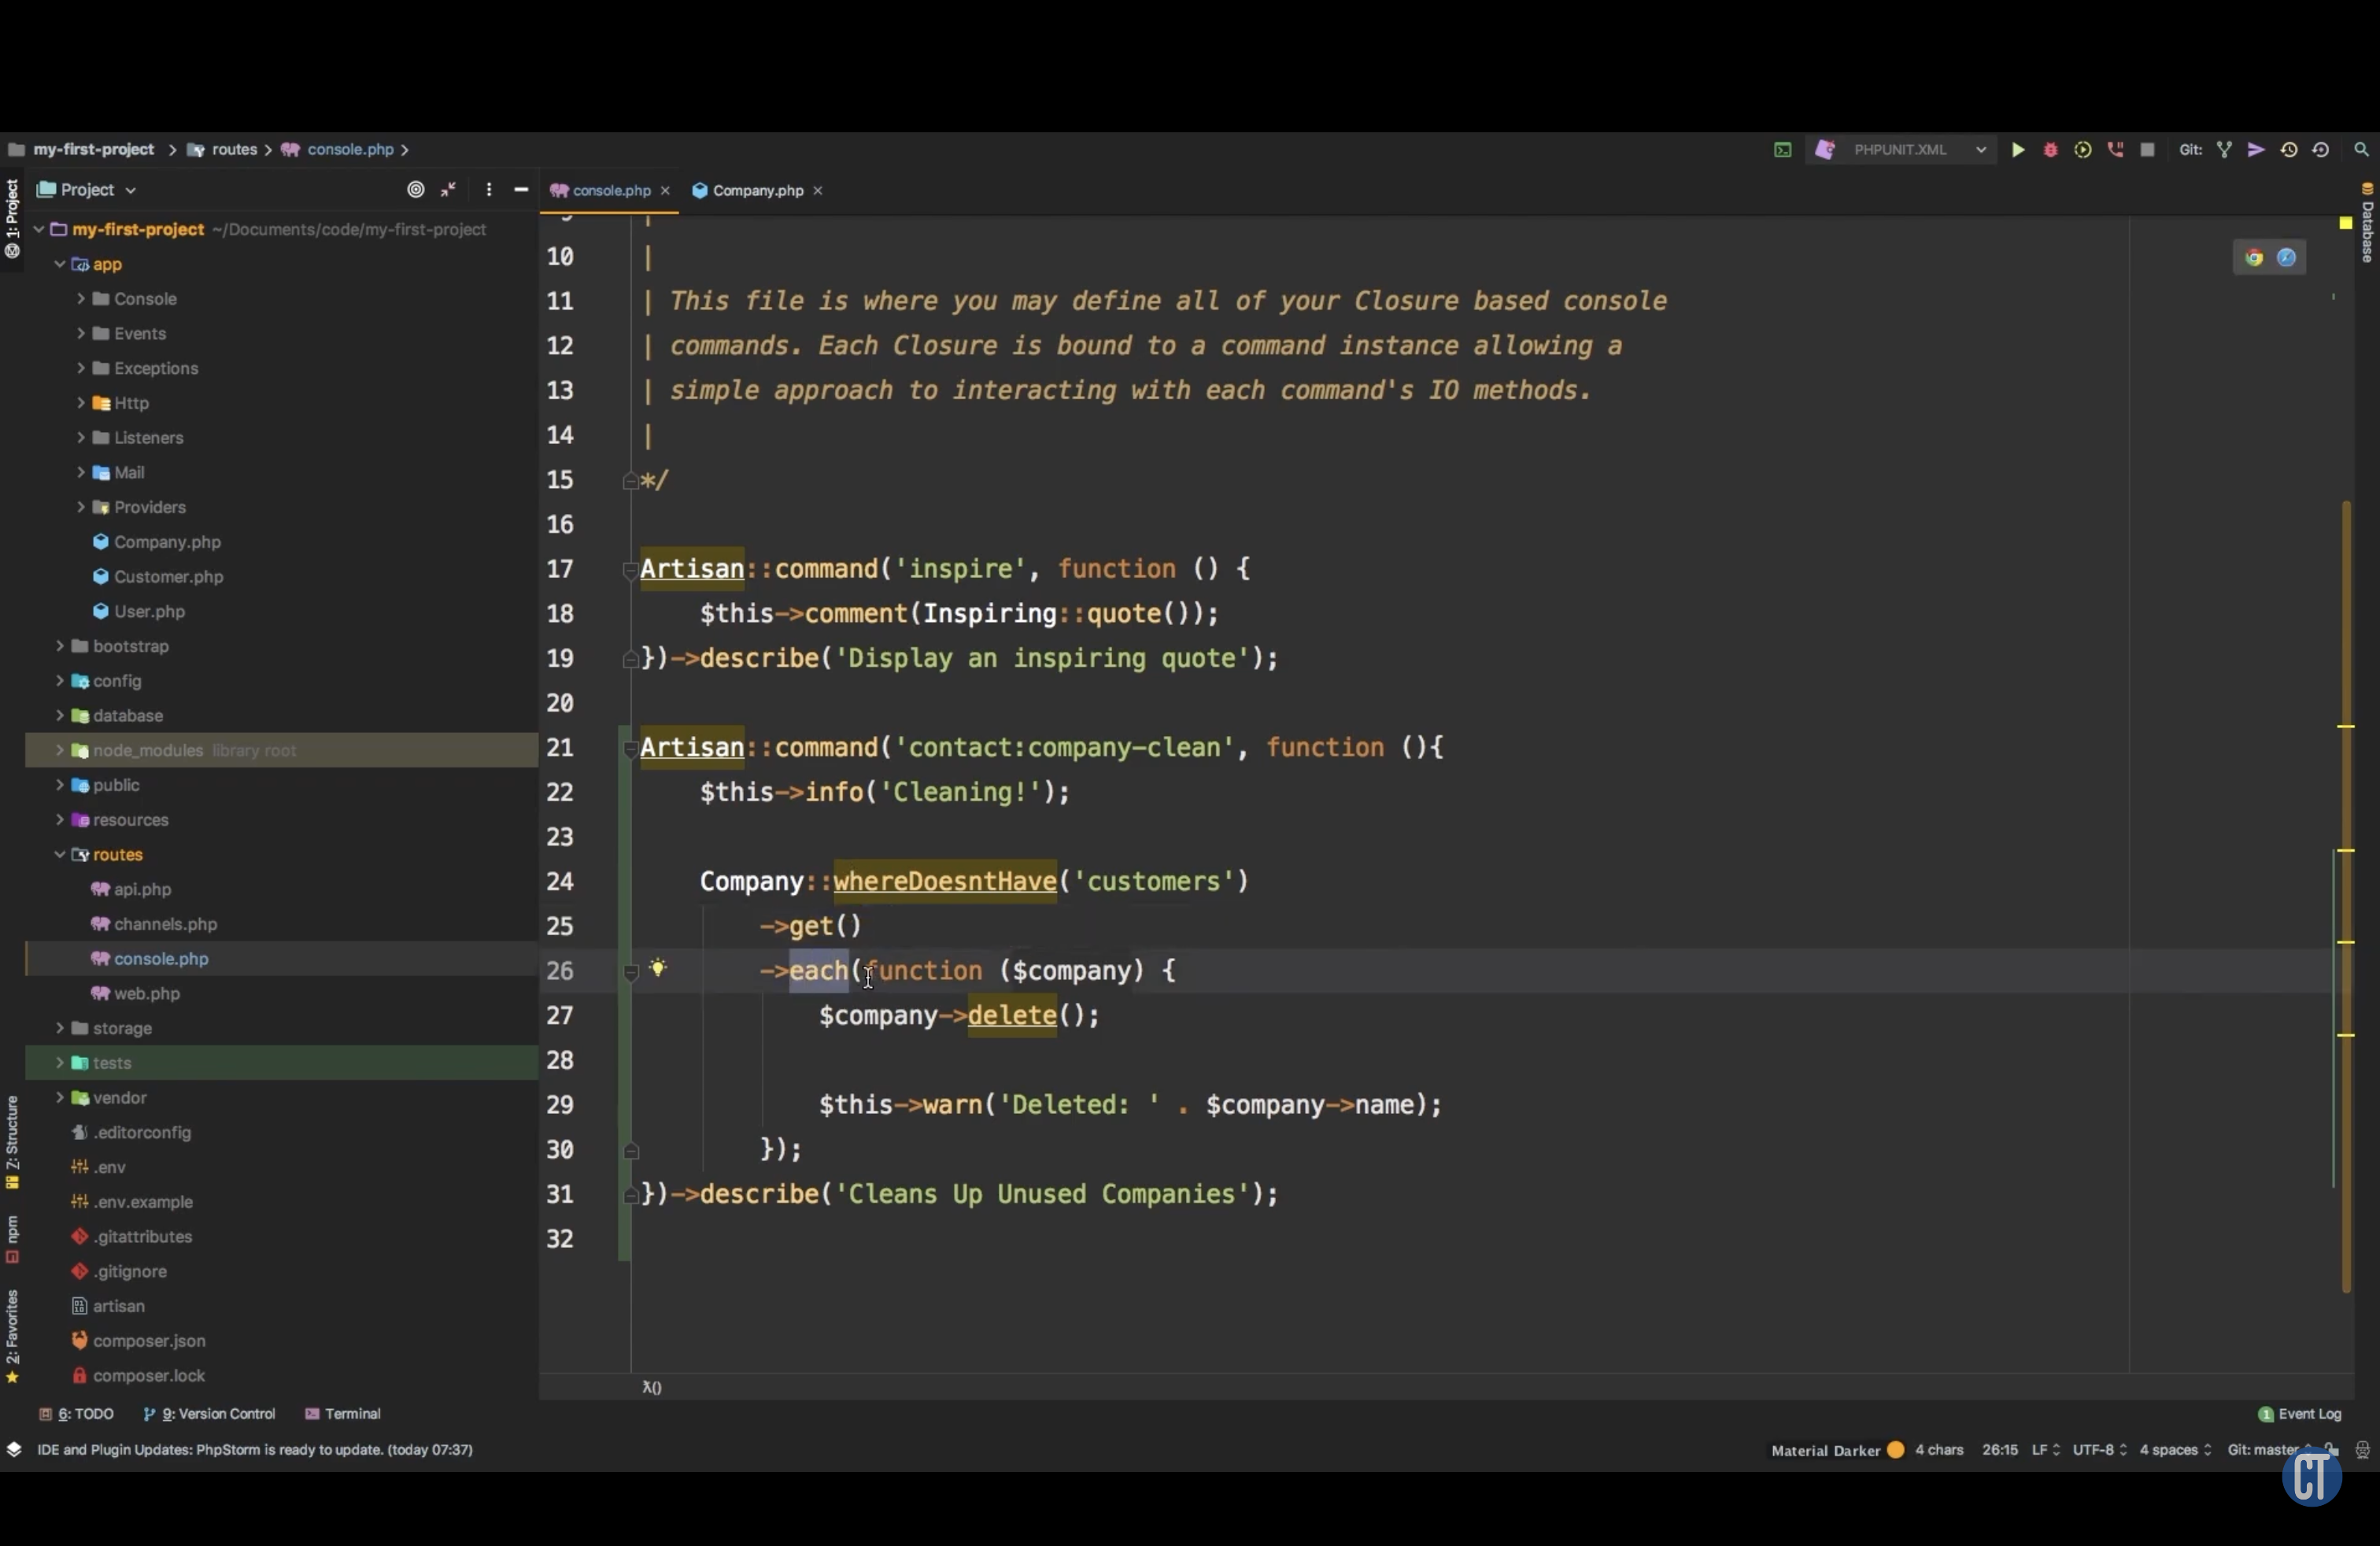 my-first-project > routes > console.php >
PHPUNIT.XML
Git:
1: Project
Project
console.php
Company.php
Database
my-first-project ~/Documents/code/my-first-project
app
Console
Events
Exceptions
Http
Listeners
Mail
Providers
Company.php
Customer.php
User.php
bootstrap
config
database
node_modules library root
public
resources
routes
api.php
channels.php
console.php
web.php
storage
tests
vendor
.editorconfig
.env
.env.example
.gitattributes
.gitignore
artisan
composer.json
composer.lock
7: Structure
npm
2: Favorites
10 |
11 | This file is where you may define all of your Closure based console
12 | commands. Each Closure is bound to a command instance allowing a
13 | simple approach to interacting with each command's IO methods.
14 |
15 */
16
17 Artisan::command('inspire', function () {
18 $this->comment(Inspiring::quote());
19 })->describe('Display an inspiring quote');
20
21 Artisan::command('contact:company-clean', function (){
22 $this->info('Cleaning!');
23
24 Company::whereDoesntHave('customers')
25 ->get()
26 ->each(function ($company) {
27 $company->delete();
28
29 $this->warn('Deleted: ' . $company->name);
30 });
31 })->describe('Cleans Up Unused Companies');
32
λ()
6: TODO
9: Version Control
Terminal
1 Event Log
IDE and Plugin Updates: PhpStorm is ready to update. (today 07:37)
Material Darker
4 chars
26:15
LF
UTF-8
4 spaces
Git: master
CT